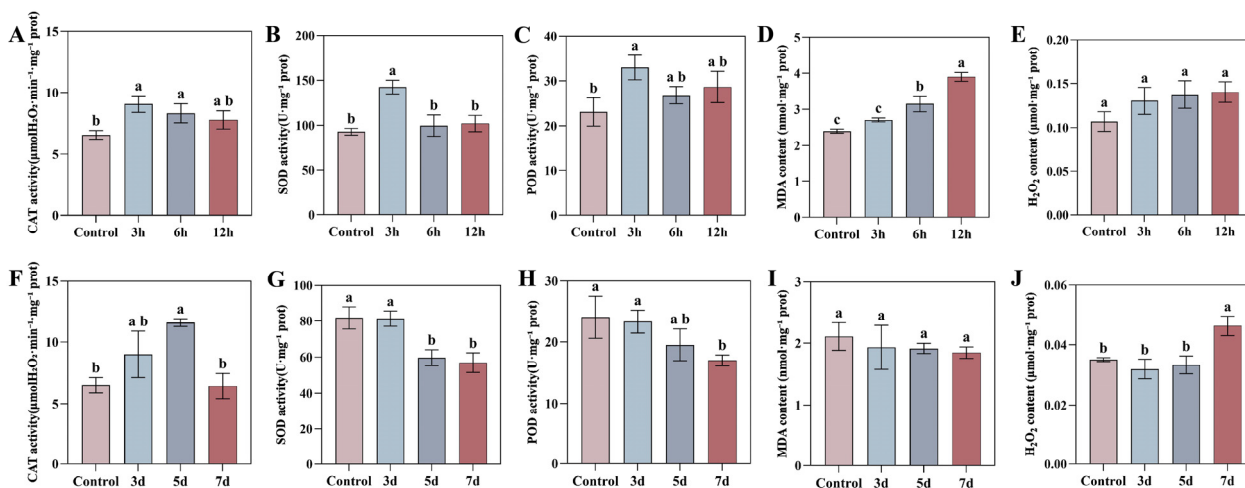 A
CAT activity(µmolH₂O₂·min⁻¹·mg⁻¹ prot)
15
10
5
0
b
a
a
a b
Control 3h 6h 12h
B
SOD activity(U·mg⁻¹ prot)
200
150
100
50
0
b
a
b
b
Control 3h 6h 12h
C
POD activity(U·mg⁻¹ prot)
40
30
20
10
0
b
a
a b
a b
Control 3h 6h 12h
D
MDA content (nmol·mg⁻¹ prot)
5
4
3
2
1
0
c
c
b
a
Control 3h 6h 12h
E
H₂O₂ content (µmol·mg⁻¹ prot)
0.20
0.15
0.10
0.05
0.00
a
a
a
a
Control 3h 6h 12h
F
CAT activity(µmolH₂O₂·min⁻¹·mg⁻¹ prot)
15
10
5
0
b
a b
a
b
Control 3d 5d 7d
G
SOD activity(U·mg⁻¹ prot)
100
80
60
40
20
0
a
a
b
b
Control 3d 5d 7d
H
POD activity(U·mg⁻¹ prot)
30
20
10
0
a
a
a b
b
Control 3d 5d 7d
I
MDA content (nmol·mg⁻¹ prot)
3
2
1
0
a
a
a
a
Control 3d 5d 7d
J
H₂O₂ content (µmol·mg⁻¹ prot)
0.06
0.04
0.02
0.00
b
b
b
a
Control 3d 5d 7d